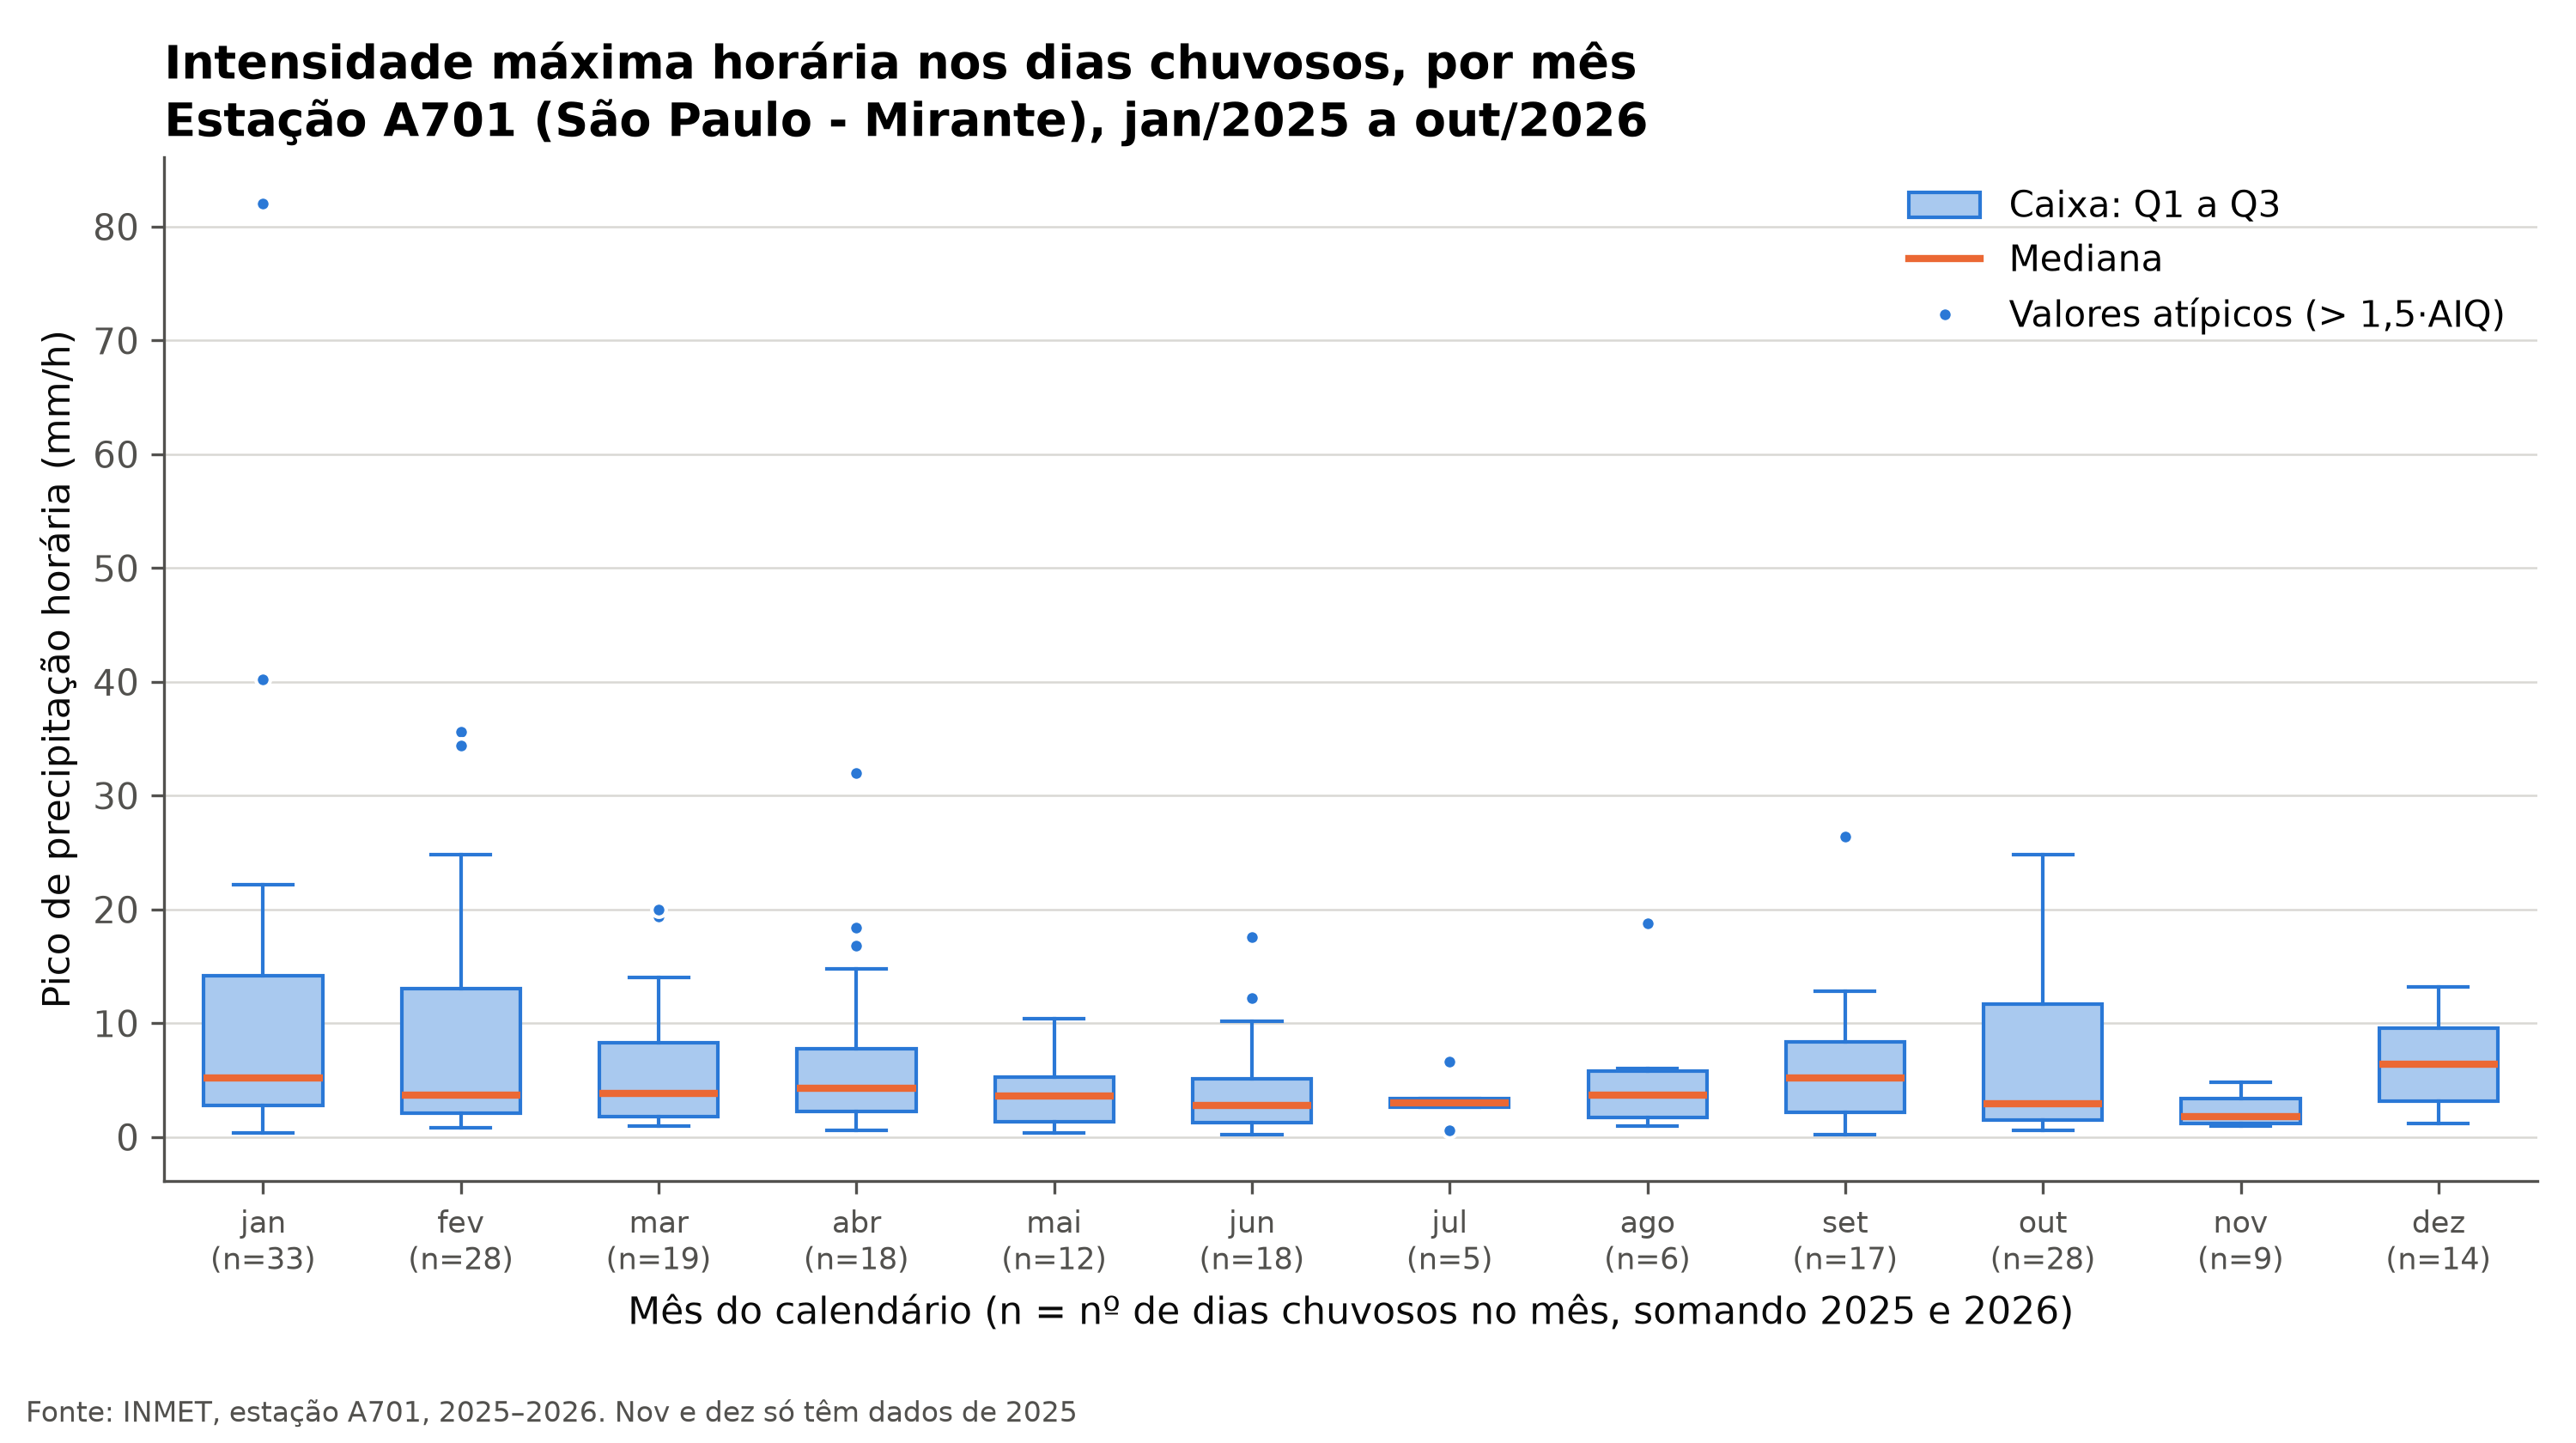 Intensidade máxima horária nos dias chuvosos, por mês
Estação A701 (São Paulo - Mirante), jan/2025 a out/2026
Caixa: Q1 a Q3
Mediana
Valores atípicos (> 1,5·AIQ)
Pico de precipitação horária (mm/h)
80
70
60
50
40
30
20
10
0
jan fev mar abr mai jun jul ago set out nov dez
(n=33) (n=28) (n=19) (n=18) (n=12) (n=18) (n=5) (n=6) (n=17) (n=28) (n=9) (n=14)
Mês do calendário (n = nº de dias chuvosos no mês, somando 2025 e 2026)
Fonte: INMET, estação A701, 2025–2026. Nov e dez só têm dados de 2025